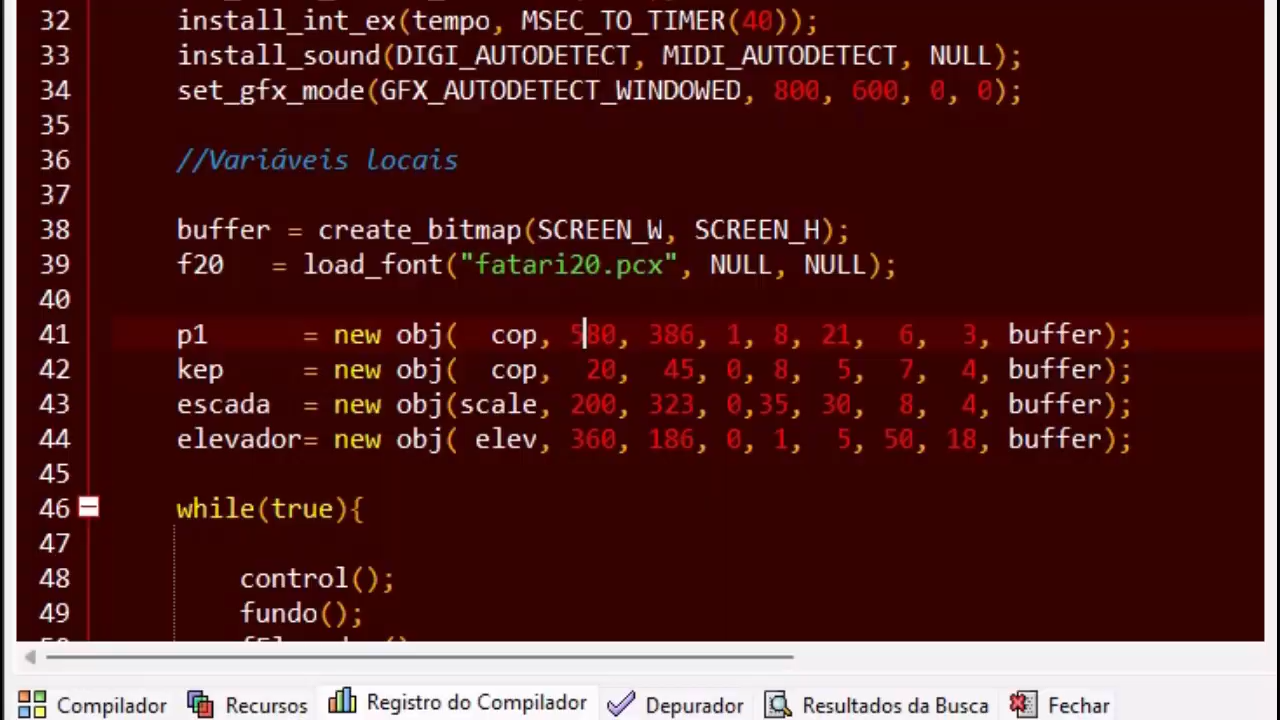 32 install_int_ex(tempo, MSEC_TO_TIMER(40));
33 install_sound(DIGI_AUTODETECT, MIDI_AUTODETECT, NULL);
34 set_gfx_mode(GFX_AUTODETECT_WINDOWED, 800, 600, 0, 0);
35
36 //Variáveis locais
37
38 buffer = create_bitmap(SCREEN_W, SCREEN_H);
39 f20   = load_font("fatari20.pcx", NULL, NULL);
40
41 p1      = new obj(  cop, 580, 386, 1, 8, 21,  6,  3, buffer);
42 kep     = new obj(  cop,  20,  45, 0, 8,  5,  7,  4, buffer);
43 escada  = new obj(scale, 200, 323, 0,35, 30,  8,  4, buffer);
44 elevador= new obj( elev, 360, 186, 0, 1,  5, 50, 18, buffer);
45
46 while(true){
47
48 control();
49 fundo();
Compilador Recursos Registro do Compilador Depurador Resultados da Busca Fechar